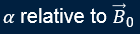 α relative to B⃗₀